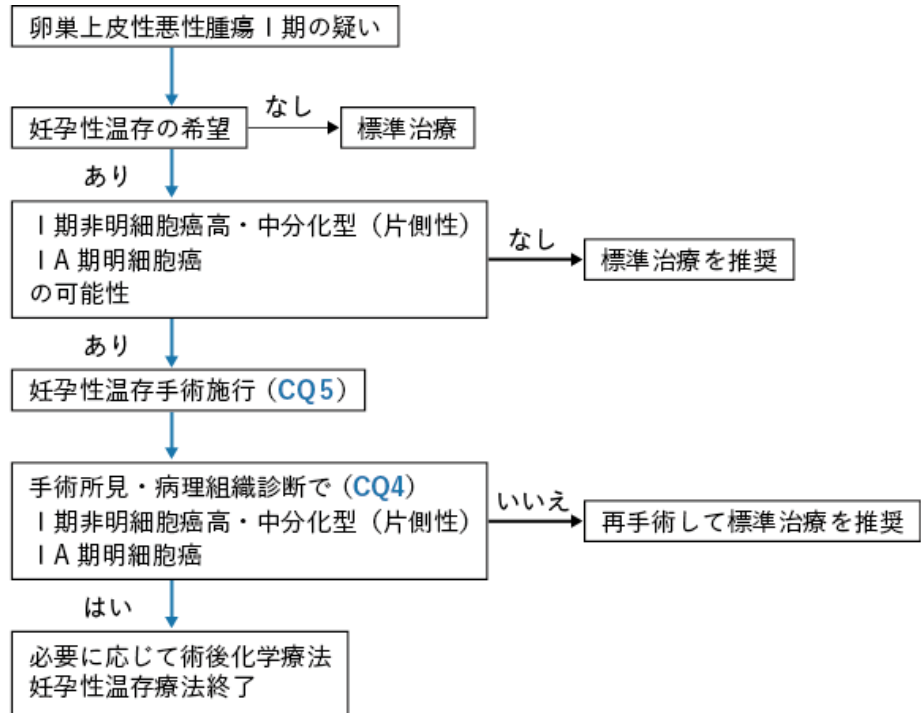 卵巣上皮性悪性腫瘍Ⅰ期の疑い
妊孕性温存の希望
なし
標準治療
あり
Ⅰ期非明細胞癌高・中分化型（片側性）
ⅠA期明細胞癌
の可能性
なし
標準治療を推奨
あり
妊孕性温存手術施行（CQ5）
手術所見・病理組織診断で（CQ4）
Ⅰ期非明細胞癌高・中分化型（片側性）
ⅠA期明細胞癌
いいえ
再手術して標準治療を推奨
はい
必要に応じて術後化学療法
妊孕性温存療法終了